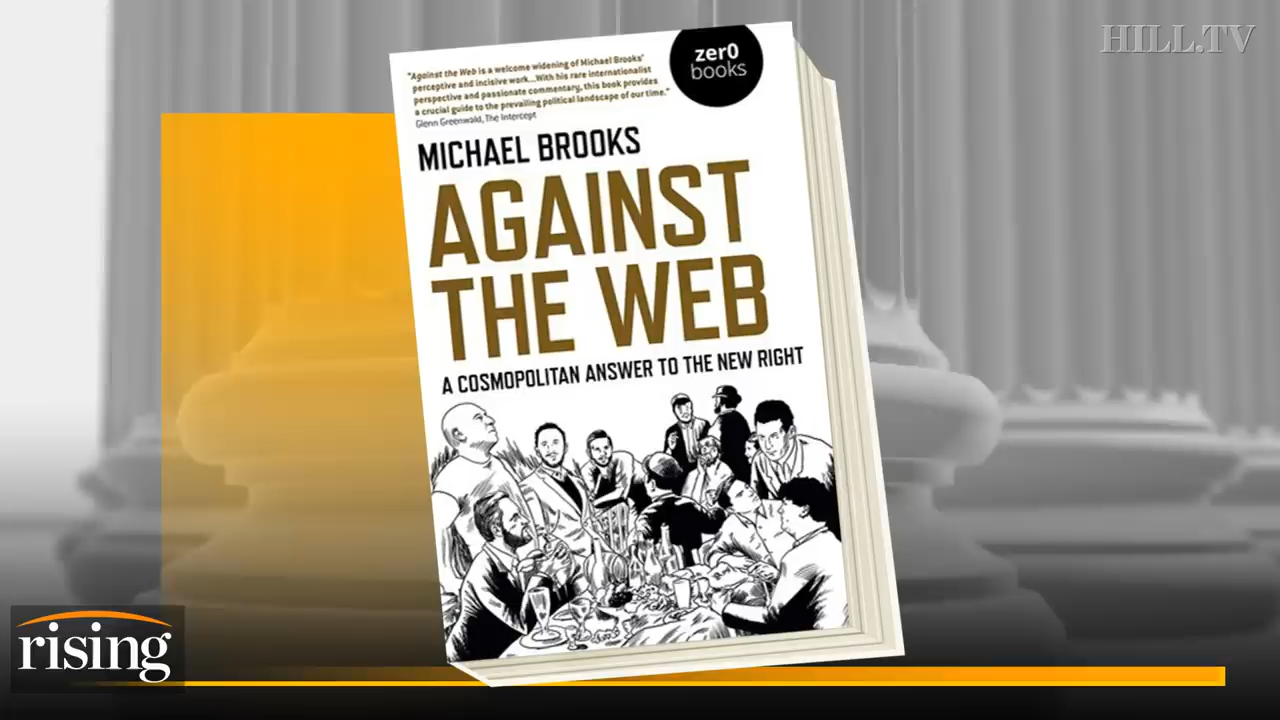 HILL.TV
zer0
books
"Against the Web is a welcome widening of Michael Brooks'
perceptive and incisive work...With his rare internationalist
perspective and passionate commentary, this book provides
a crucial guide to the prevailing political landscape of our time."
Glenn Greenwald, The Intercept
MICHAEL BROOKS
AGAINST
THE WEB
A COSMOPOLITAN ANSWER TO THE NEW RIGHT
rising